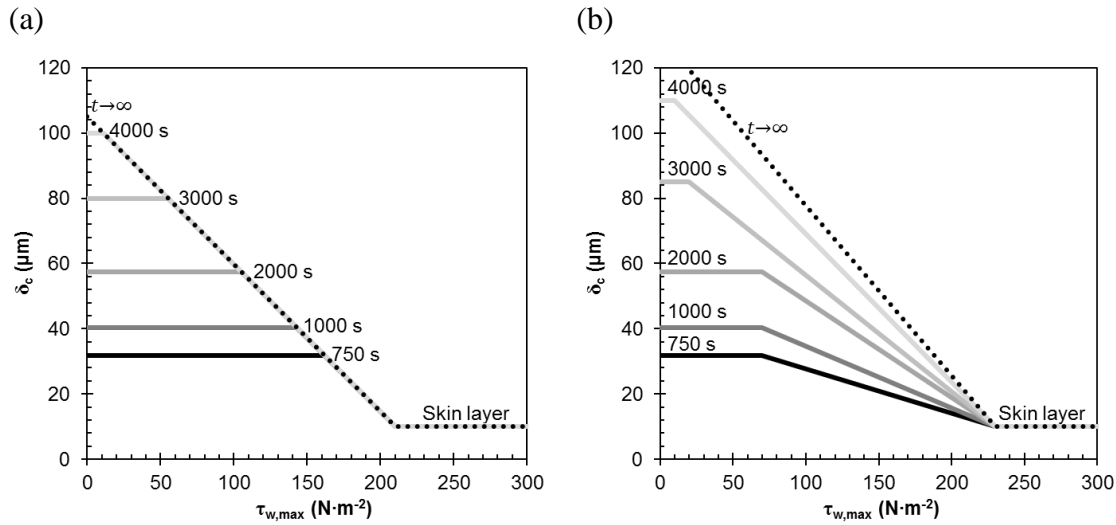 (a)
(b)
120
100
80
60
40
20
0
δc (μm)
t→∞
4000 s
3000 s
2000 s
1000 s
750 s
Skin layer
0 50 100 150 200 250 300
τw,max (N·m-2)
120
100
80
60
40
20
0
δc (μm)
4000 s
t→∞
3000 s
2000 s
1000 s
750 s
Skin layer
0 50 100 150 200 250 300
τw,max (N·m-2)